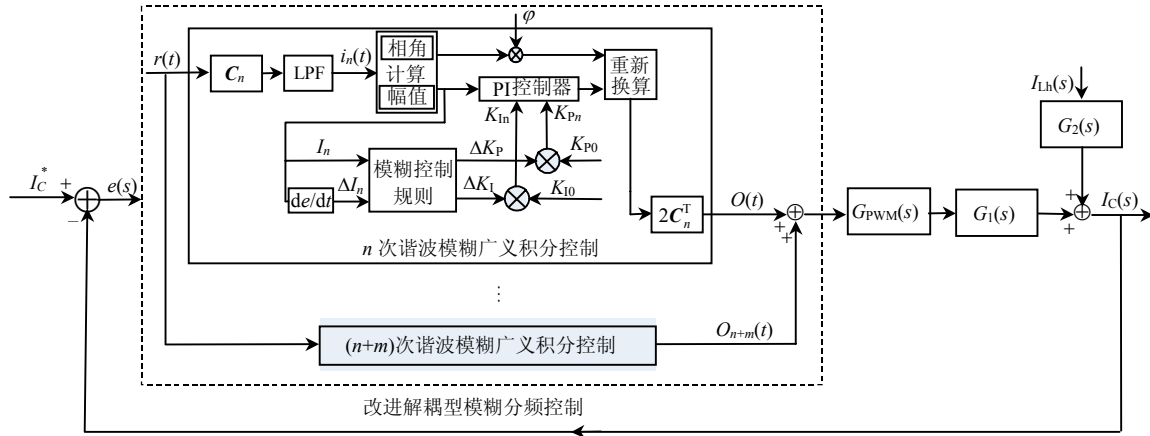 φ
r(t)
C_n
LPF
i_n(t)
相角
计算
幅值
PI控制器
重新
换算
K_In
K_Pn
I_n
ΔI_n
de/dt
模糊控制
规则
ΔK_P
ΔK_I
K_P0
K_I0
2C_n^T
O(t)
n 次谐波模糊广义积分控制
⋮
(n+m)次谐波模糊广义积分控制
O_{n+m}(t)
改进解耦型模糊分频控制
I_C^*
+
−
e(s)
+
+
G_PWM(s)
G_1(s)
I_Lh(s)
G_2(s)
+
+
I_C(s)